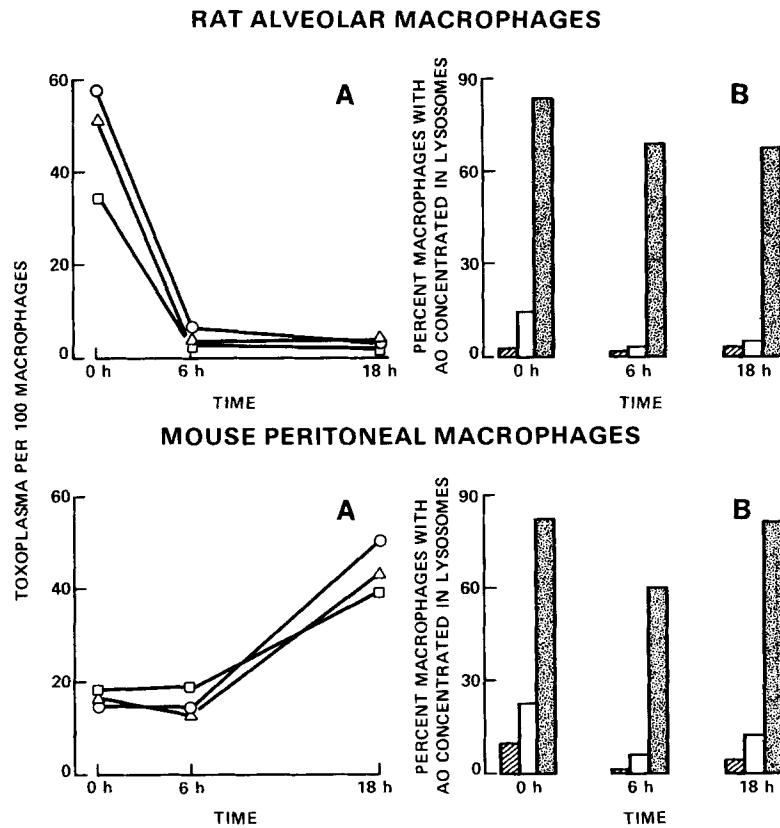 RAT ALVEOLAR MACROPHAGES
TOXOPLASMA PER 100 MACROPHAGES
A
60
40
20
0
0 h 6 h 18 h
TIME
PERCENT MACROPHAGES WITH
AO CONCENTRATED IN LYSOSOMES
B
90
60
30
0
0 h 6 h 18 h
TIME
MOUSE PERITONEAL MACROPHAGES
A
60
40
20
0
0 h 6 h 18 h
TIME
PERCENT MACROPHAGES WITH
AO CONCENTRATED IN LYSOSOMES
B
90
60
30
0
0 h 6 h 18 h
TIME